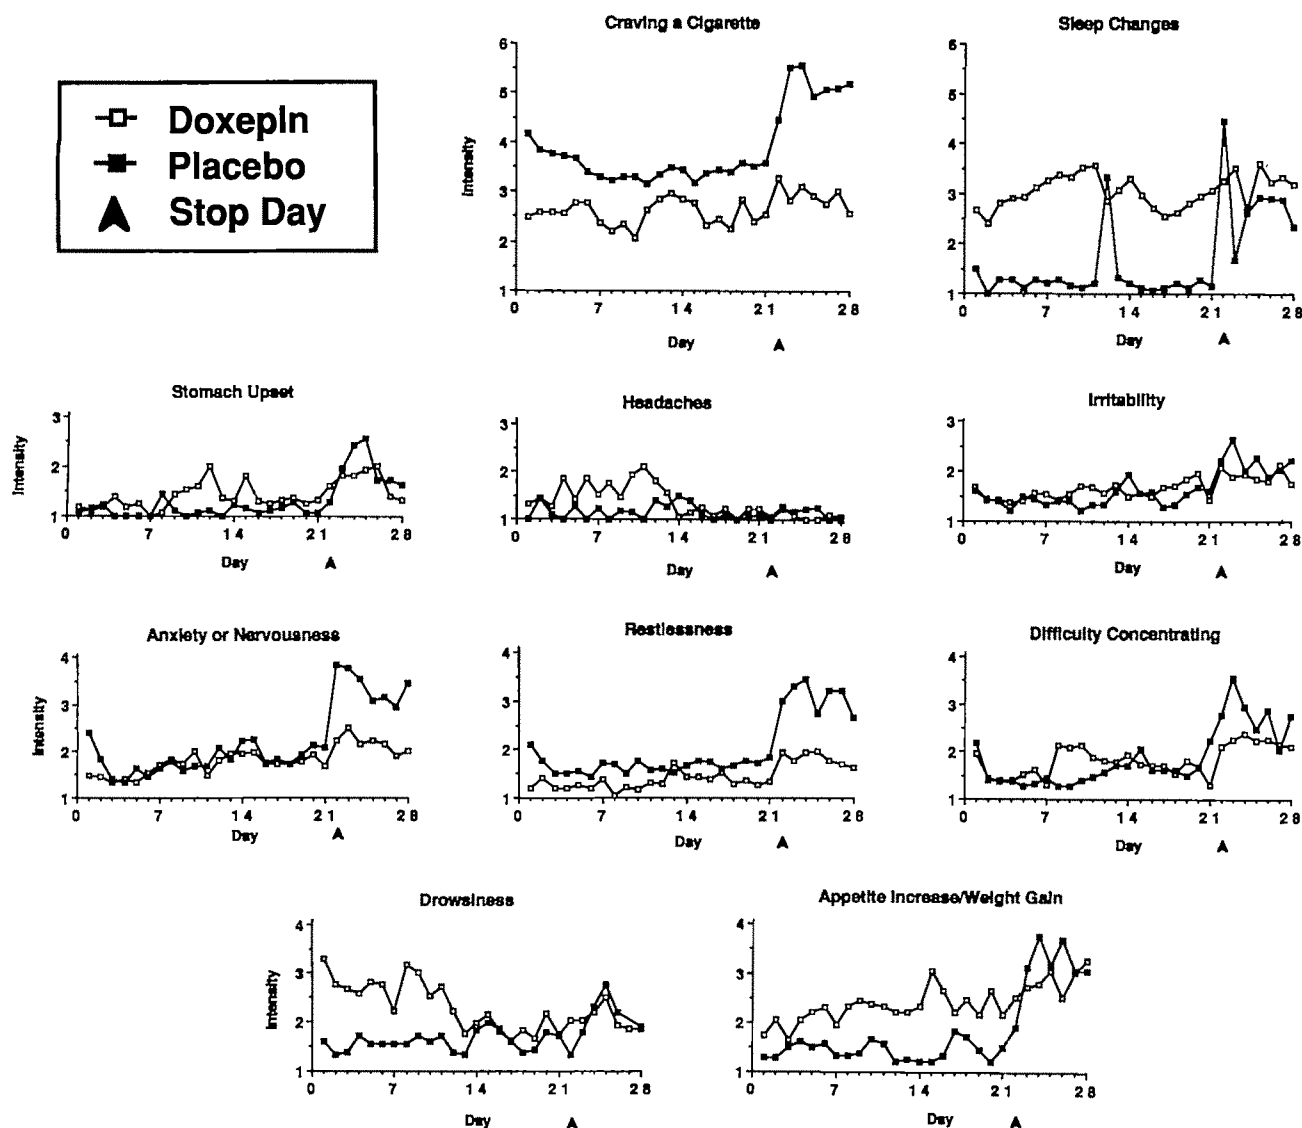 Craving a Cigarette
Sleep Changes
Doxepin
Placebo
Stop Day
6
5
4
3
2
1
Intensity
0 7 14 21 28
Day
6
5
4
3
2
1
0 7 14 21 28
Day
Stomach Upset
Headaches
Irritability
3
2
1
Intensity
0 7 14 21 28
Day
3
2
1
0 7 14 21 28
Day
3
2
1
0 7 14 21 28
Day
Anxiety or Nervousness
Restlessness
Difficulty Concentrating
4
3
2
1
Intensity
0 7 14 21 28
Day
4
3
2
1
0 7 14 21 28
Day
4
3
2
1
0 7 14 21 28
Day
Drowsiness
Appetite Increase/Weight Gain
4
3
2
1
Intensity
0 7 14 21 28
Day
4
3
2
1
0 7 14 21 28
Day